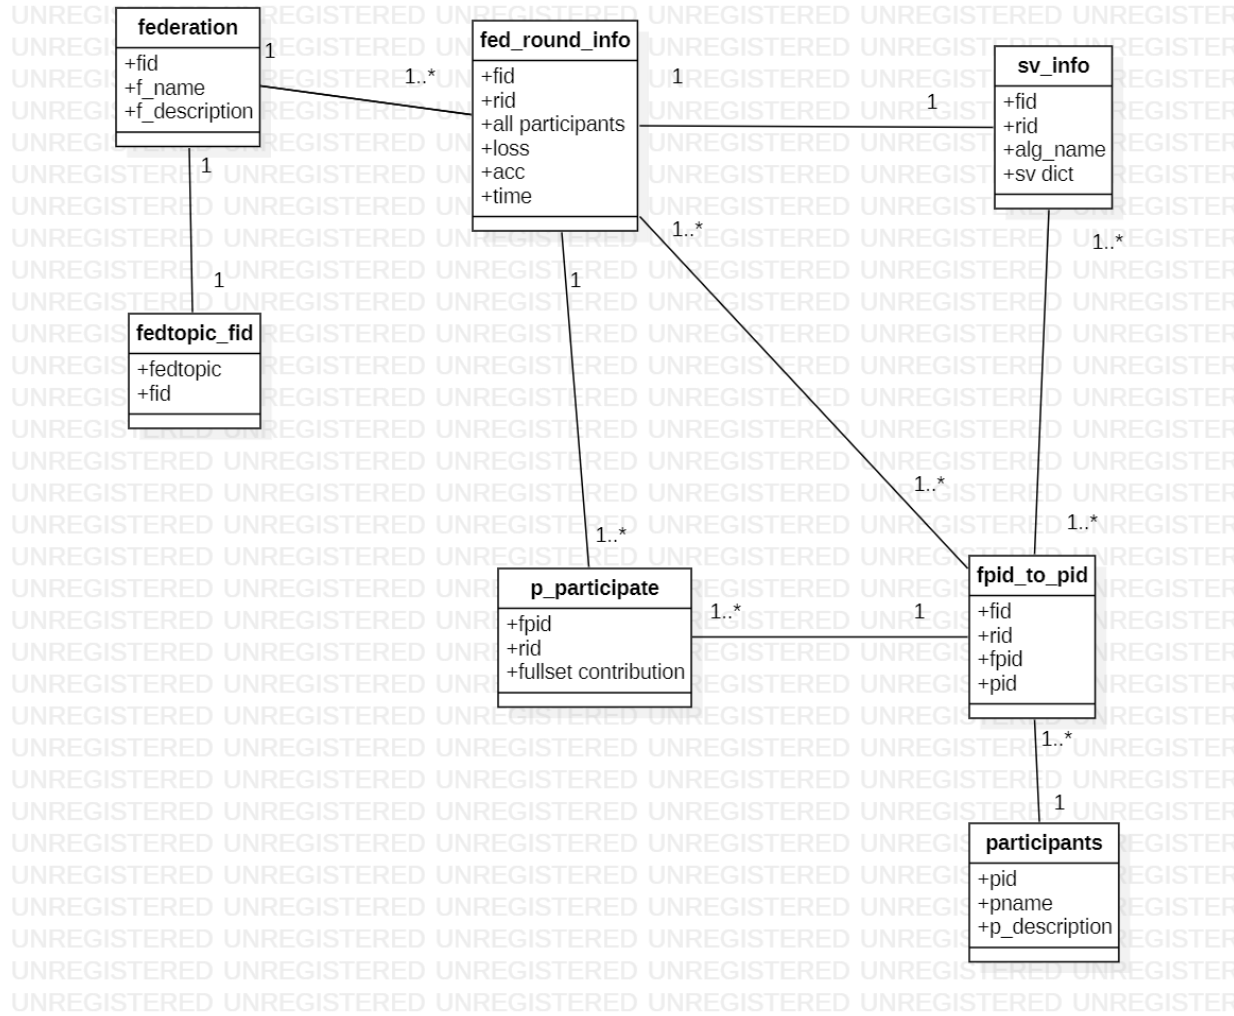 federation
+fid
+f_name
+f_description
1
1..*
fed_round_info
+fid
+rid
+all participants
+loss
+acc
+time
1
1
sv_info
+fid
+rid
+alg_name
+sv dict
1
1
fedtopic_fid
+fedtopic
+fid
1
1..*
1..*
1..*
1..*
1..*
p_participate
+fpid
+rid
+fullset contribution
1..*
1
fpid_to_pid
+fid
+rid
+fpid
+pid
1..*
1
participants
+pid
+pname
+p_description
UNREGISTERED